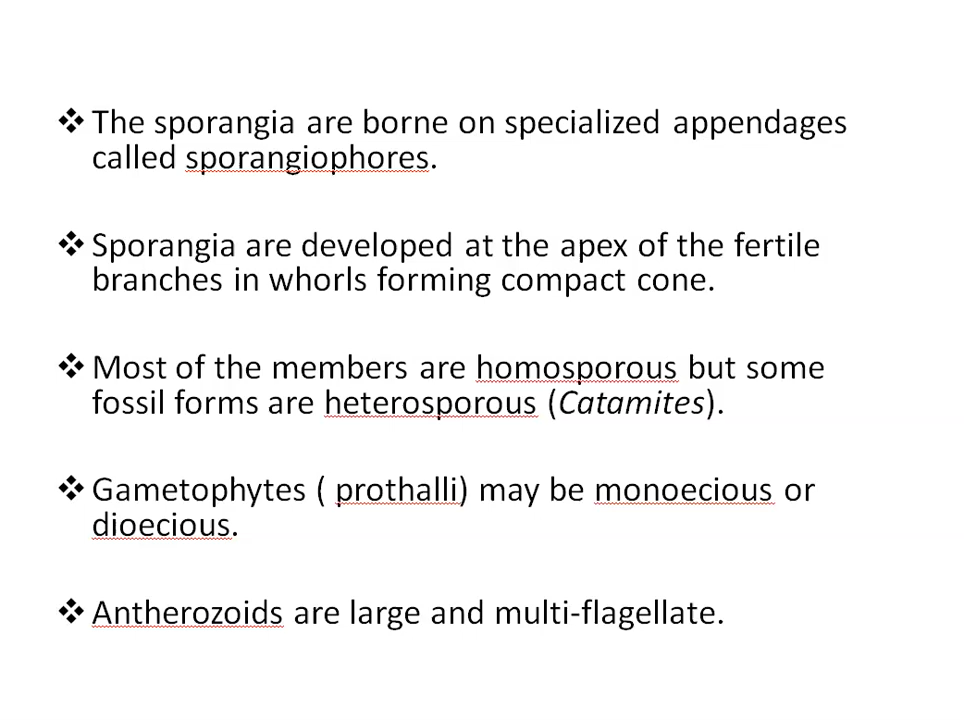 ❖ The sporangia are borne on specialized appendages
called sporangiophores.
❖ Sporangia are developed at the apex of the fertile
branches in whorls forming compact cone.
❖ Most of the members are homosporous but some
fossil forms are heterosporous (Catamites).
❖ Gametophytes ( prothalli) may be monoecious or
dioecious.
❖ Antherozoids are large and multi-flagellate.